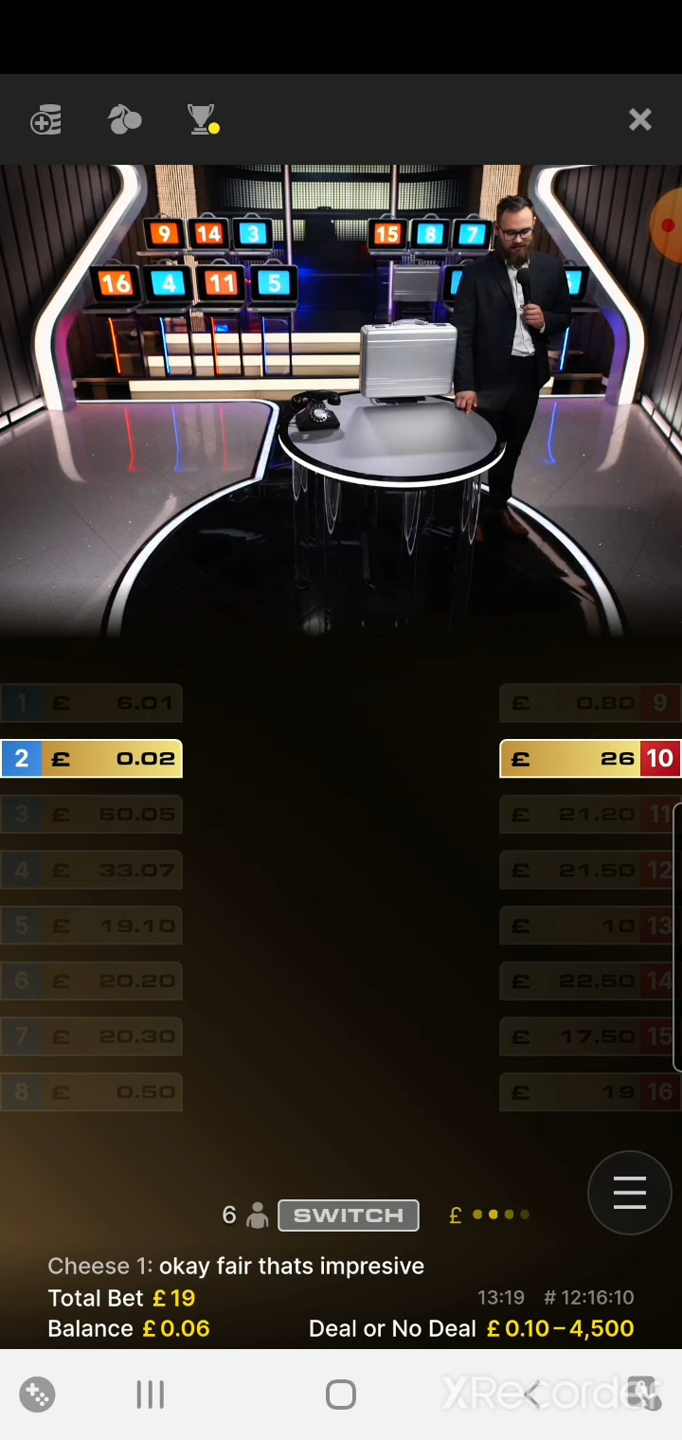 9 14 3 15 8 7
16 4 11 5
1 £ 6.01 £ 0.80 9
2 £ 0.02 £ 26 10
3 £ 60.05 £ 21.20 11
4 £ 33.07 £ 21.50 12
5 £ 19.10 £ 10 13
6 £ 20.20 £ 22.50 14
7 £ 20.30 £ 17.50 15
8 £ 0.50 £ 19 16
6 SWITCH £
Cheese 1: okay fair thats impresive
Total Bet £19 13:19 # 12:16:10
Balance £0.06 Deal or No Deal £0.10–4,500
XRecorder